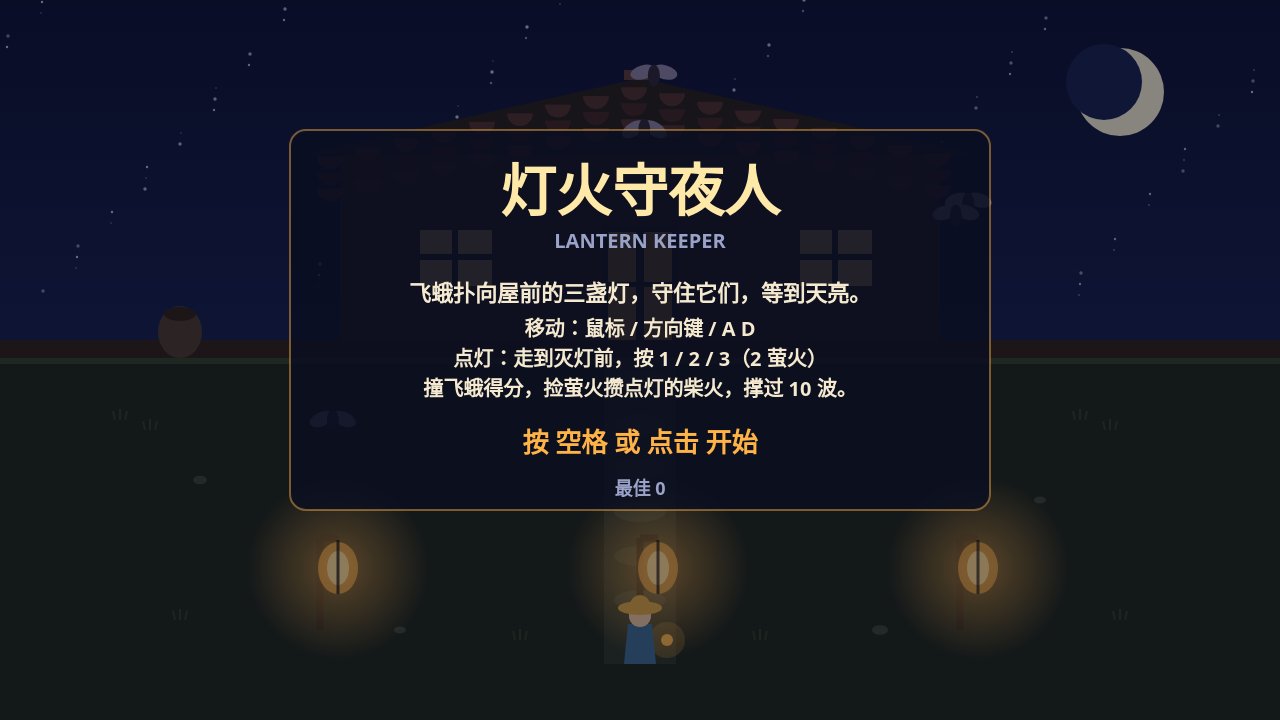 灯火守夜人
LANTERN KEEPER
飞蛾扑向屋前的三盏灯，守住它们，等到天亮。
移动：鼠标 / 方向键 / A D
点灯：走到灭灯前，按 1 / 2 / 3（2 萤火）
撞飞蛾得分，捡萤火攒点灯的柴火，撑过 10 波。
按 空格 或 点击 开始
最佳 0